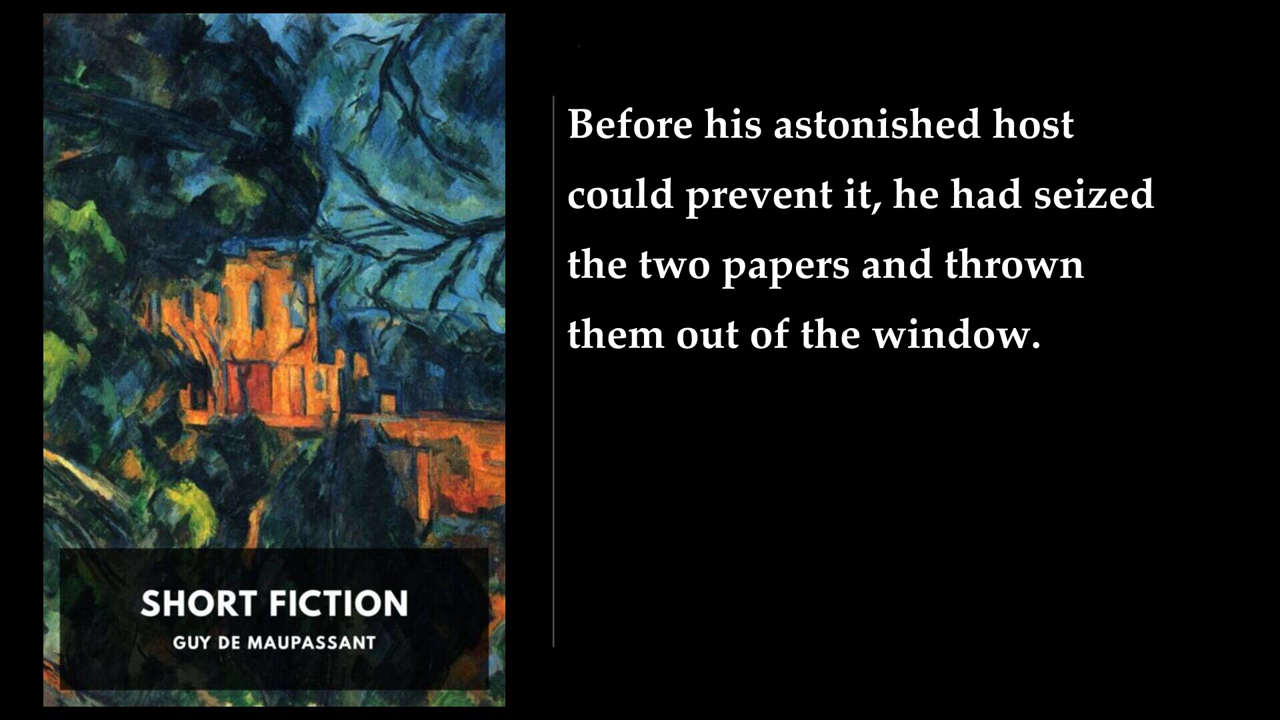 Before his astonished host
could prevent it, he had seized
the two papers and thrown
them out of the window.
SHORT FICTION
GUY DE MAUPASSANT